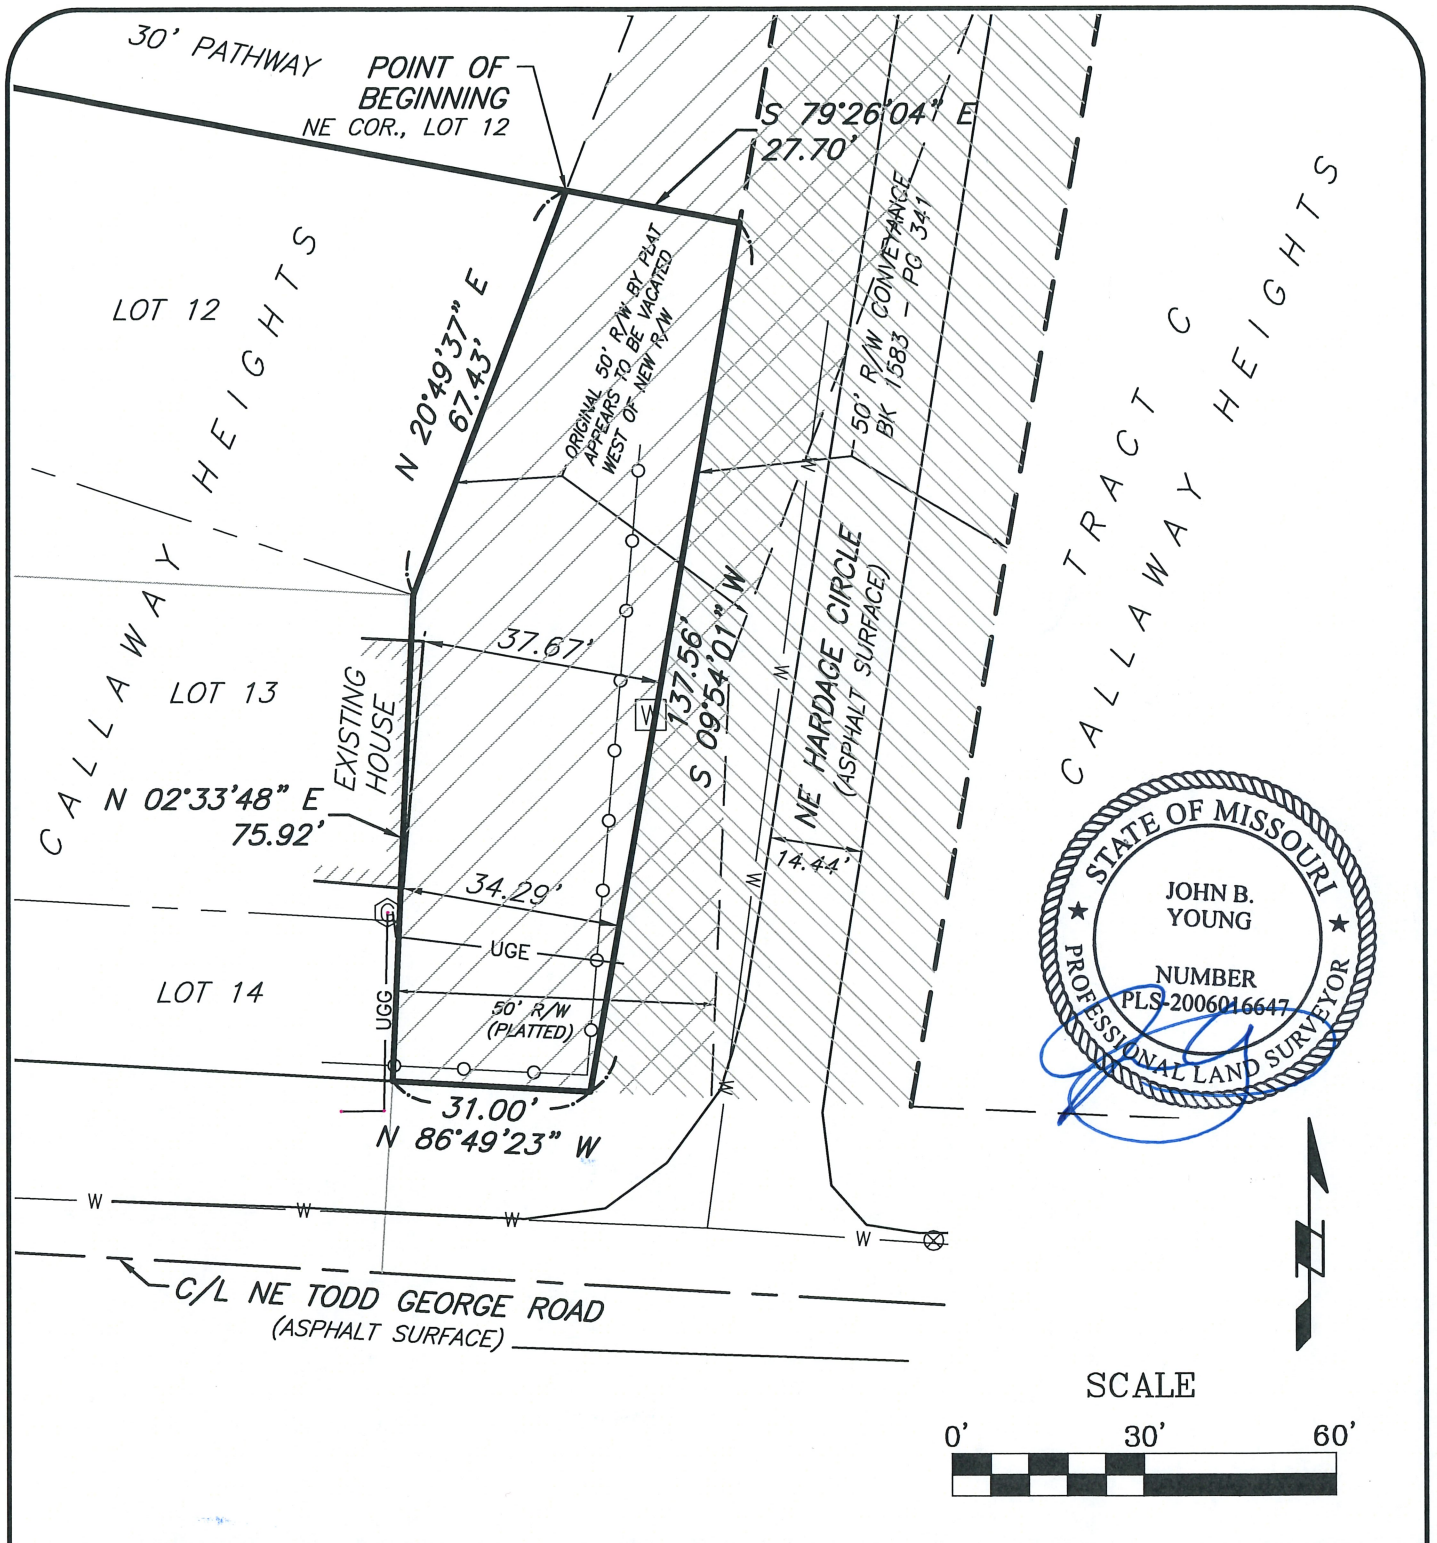 30' PATHWAY
POINT OF
BEGINNING
NE COR., LOT 12
S 79°26'04" E
27.70'
LOT 12
CALLAWAY HEIGHTS
N 20°49'37" E
67.43'
ORIGINAL 50' R/W BY PLAT
APPEARS TO BE VACATED
WEST OF NEW R/W
50' R/W CONVEYANCE
BK 1583 – PG 341
TRACT C
CALLAWAY HEIGHTS
37.67'
LOT 13
EXISTING
HOUSE
W
137.56'
S 09°54'01" W
NE HARDAGE CIRCLE
(ASPHALT SURFACE)
W
W
W
W
N 02°33'48" E
75.92'
14.44'
34.29'
UGE
LOT 14
UGG
50' R/W
(PLATTED)
31.00'
N 86°49'23" W
W
W
W
W
C/L NE TODD GEORGE ROAD
(ASPHALT SURFACE)
STATE OF MISSOURI
JOHN B.
YOUNG
NUMBER
PLS-2006016647
PROFESSIONAL LAND SURVEYOR
SCALE
0' 30' 60'